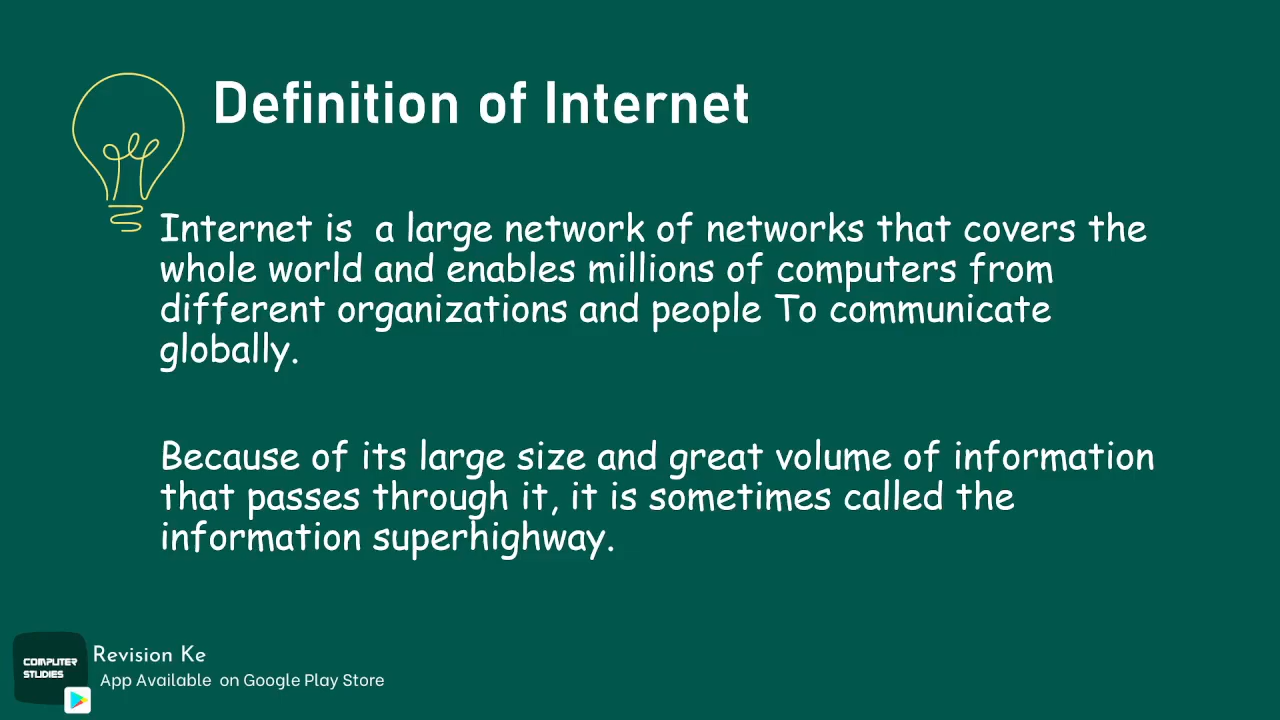 Definition of Internet
Internet is  a large network of networks that covers the
whole world and enables millions of computers from
different organizations and people To communicate
globally.
Because of its large size and great volume of information
that passes through it, it is sometimes called the
information superhighway.
COMPUTER
STUDIES
Revision Ke
App Available  on Google Play Store